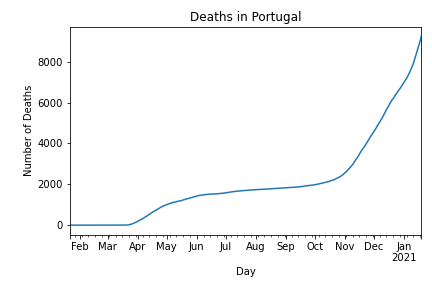 Deaths in Portugal
Number of Deaths
8000
6000
4000
2000
0
Feb Mar Apr May Jun Jul Aug Sep Oct Nov Dec Jan
2021
Day